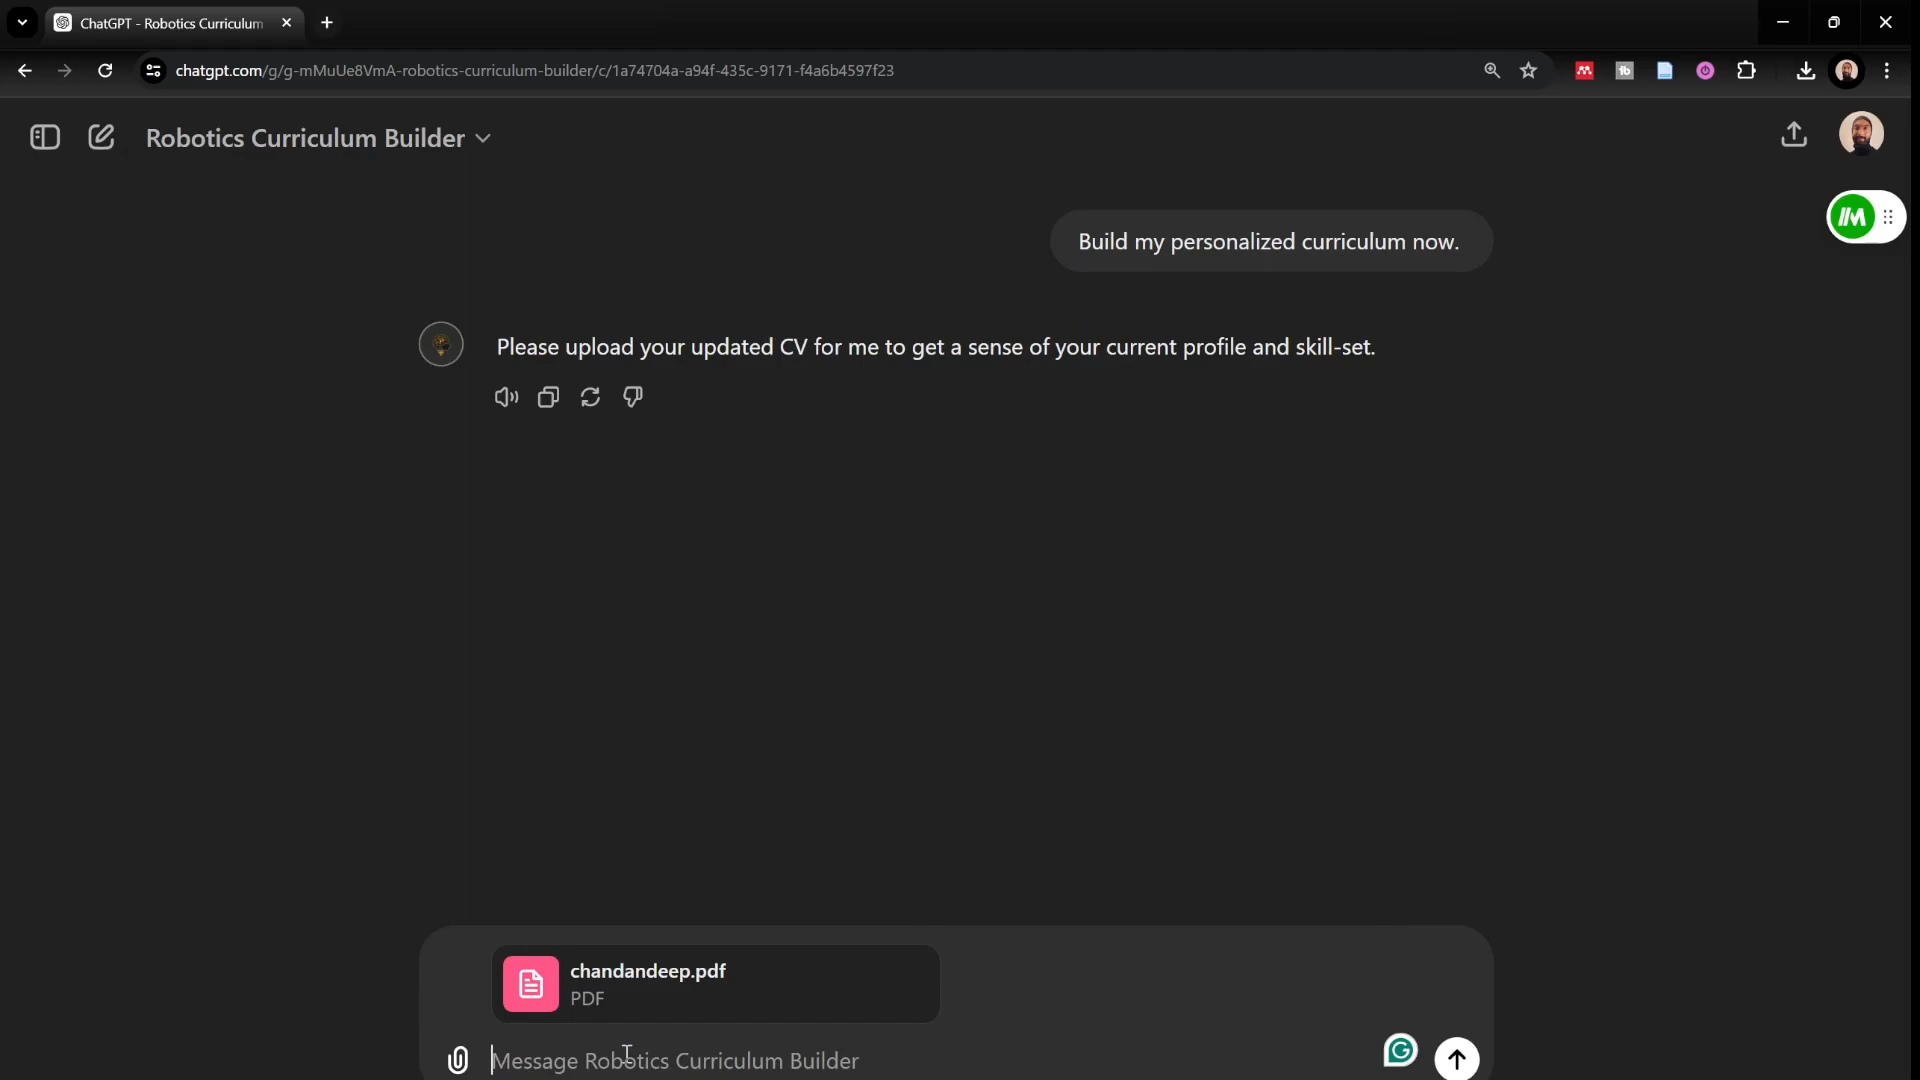 ChatGPT - Robotics Curriculum
chatgpt.com/g/g-mMuUe8VmA-robotics-curriculum-builder/c/1a74704a-a94f-435c-9171-f4a6b4597f23
tb
Robotics Curriculum Builder
Build my personalized curriculum now.
Please upload your updated CV for me to get a sense of your current profile and skill-set.
chandandeep.pdf
PDF
Message Robotics Curriculum Builder